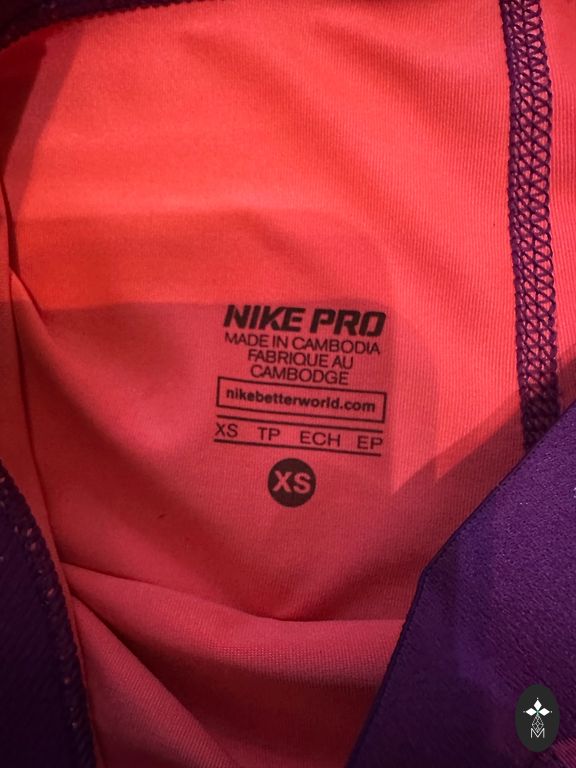 NIKE PRO
MADE IN CAMBODIA
FABRIQUE AU
CAMBODGE
nikebetterworld.com
XS TP ECH EP
XS
M